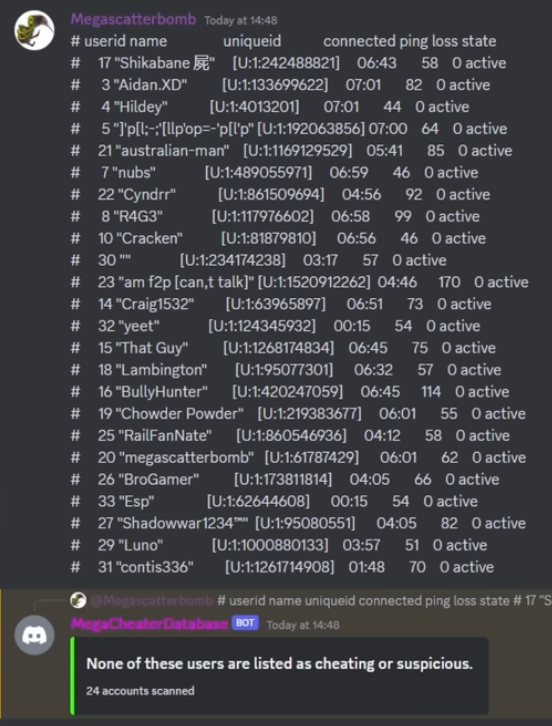 Megascatterbomb Today at 14:48
# userid name uniqueid connected ping loss state
# 17 "Shikabane 屍" [U:1:242488821] 06:43 58 0 active
# 3 "Aidan.XD" [U:1:133699622] 07:01 82 0 active
# 4 "Hildey" [U:1:4013201] 07:01 44 0 active
# 5 "]'p[l;-;'[llp'op=-'p[l'p" [U:1:192063856] 07:00 64 0 active
# 21 "australian-man" [U:1:1169129529] 05:41 85 0 active
# 7 "nubs" [U:1:489055971] 06:59 46 0 active
# 22 "Cyndrr" [U:1:861509694] 04:56 92 0 active
# 8 "R4G3" [U:1:117976602] 06:58 99 0 active
# 10 "Cracken" [U:1:81879810] 06:56 46 0 active
# 30 "" [U:1:234174238] 03:17 57 0 active
# 23 "am f2p [can,t talk]" [U:1:1520912262] 04:46 170 0 active
# 14 "Craig1532" [U:1:63965897] 06:51 73 0 active
# 32 "yeet" [U:1:124345932] 00:15 54 0 active
# 15 "That Guy" [U:1:1268174834] 06:45 75 0 active
# 18 "Lambington" [U:1:95077301] 06:32 57 0 active
# 16 "BullyHunter" [U:1:420247059] 06:45 114 0 active
# 19 "Chowder Powder" [U:1:219383677] 06:01 55 0 active
# 25 "RailFanNate" [U:1:860546936] 04:12 58 0 active
# 20 "megascatterbomb" [U:1:61787429] 06:01 62 0 active
# 26 "BroGamer" [U:1:173811814] 04:05 66 0 active
# 33 "Esp" [U:1:62644608] 00:15 54 0 active
# 27 "Shadowwar1234™" [U:1:95080551] 04:05 82 0 active
# 29 "Luno" [U:1:1000880133] 03:57 51 0 active
# 31 "contis336" [U:1:1261714908] 01:48 70 0 active
@Megascatterbomb # userid name uniqueid connected ping loss state # 17 "S
MegaCheaterDatabase BOT Today at 14:48
None of these users are listed as cheating or suspicious.
24 accounts scanned